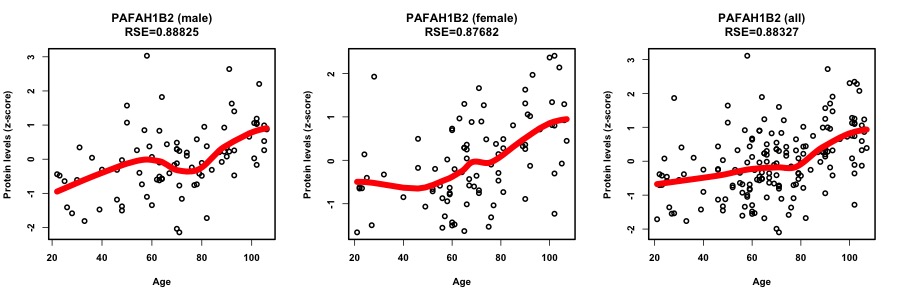 PAFAH1B2 (male)
RSE=0.88825
Protein levels (z-score)
3
2
1
0
-1
-2
20
40
60
80
100
Age
PAFAH1B2 (female)
RSE=0.87682
Protein levels (z-score)
2
1
0
-1
20
40
60
80
100
Age
PAFAH1B2 (all)
RSE=0.88327
Protein levels (z-score)
3
2
1
0
-1
-2
20
40
60
80
100
Age